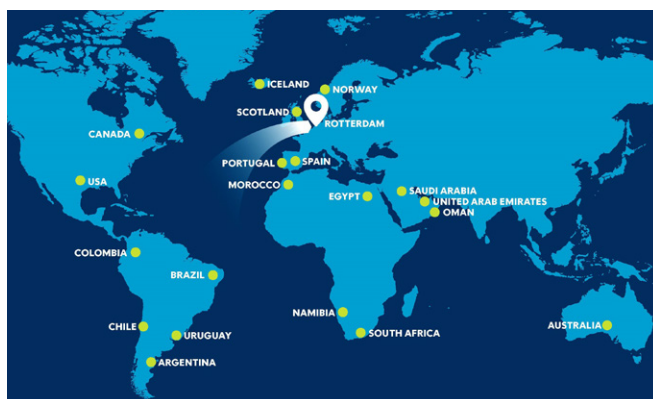 ICELAND
NORWAY
SCOTLAND
ROTTERDAM
CANADA
PORTUGAL
SPAIN
USA
MOROCCO
EGYPT
SAUDI ARABIA
UNITED ARAB EMIRATES
OMAN
COLOMBIA
BRAZIL
NAMIBIA
CHILE
URUGUAY
SOUTH AFRICA
AUSTRALIA
ARGENTINA